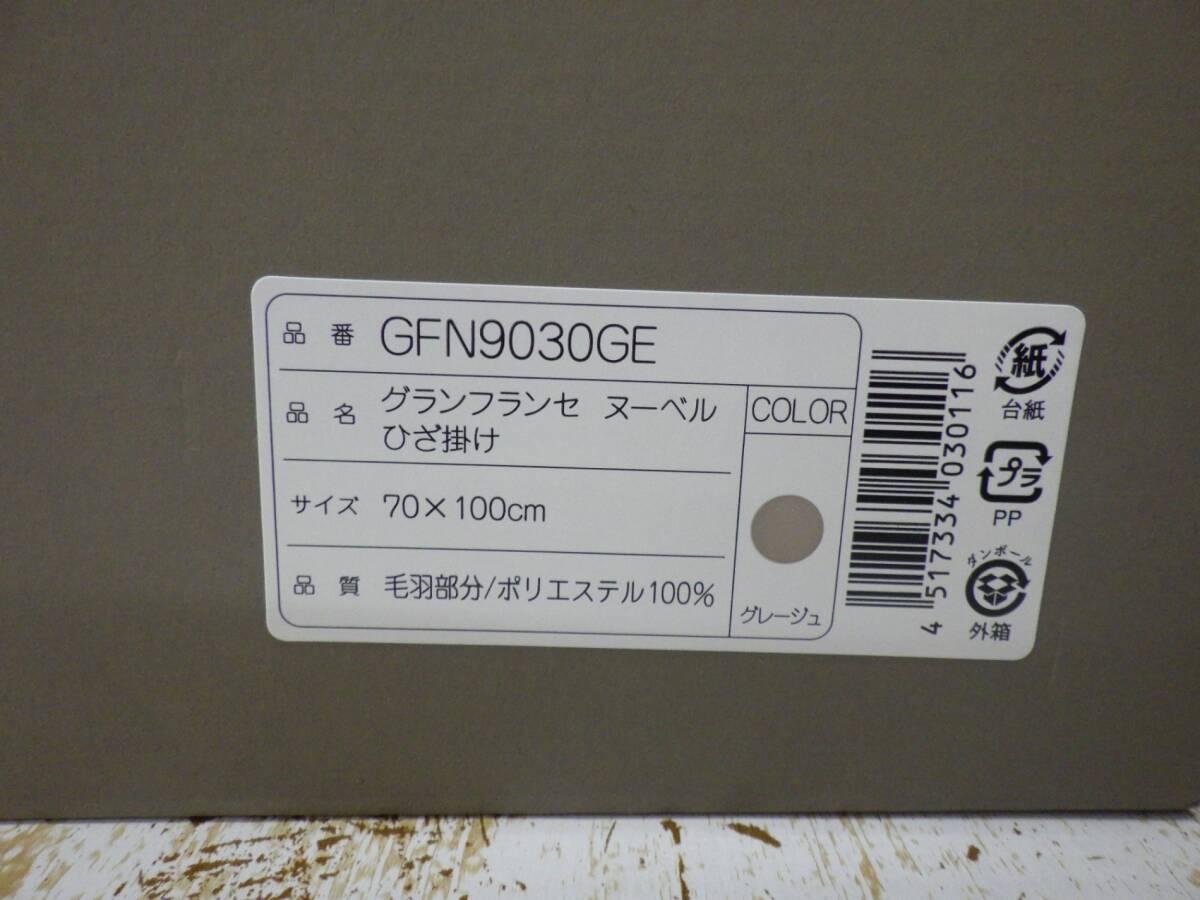 品番 GFN9030GE
品名 グランフランセ ヌーベル
ひざ掛け
サイズ 70×100cm
品質 毛羽部分/ポリエステル100%
COLOR
グレージュ
4 517334 030116
紙
台紙
プラ
PP
ダンボール
外箱